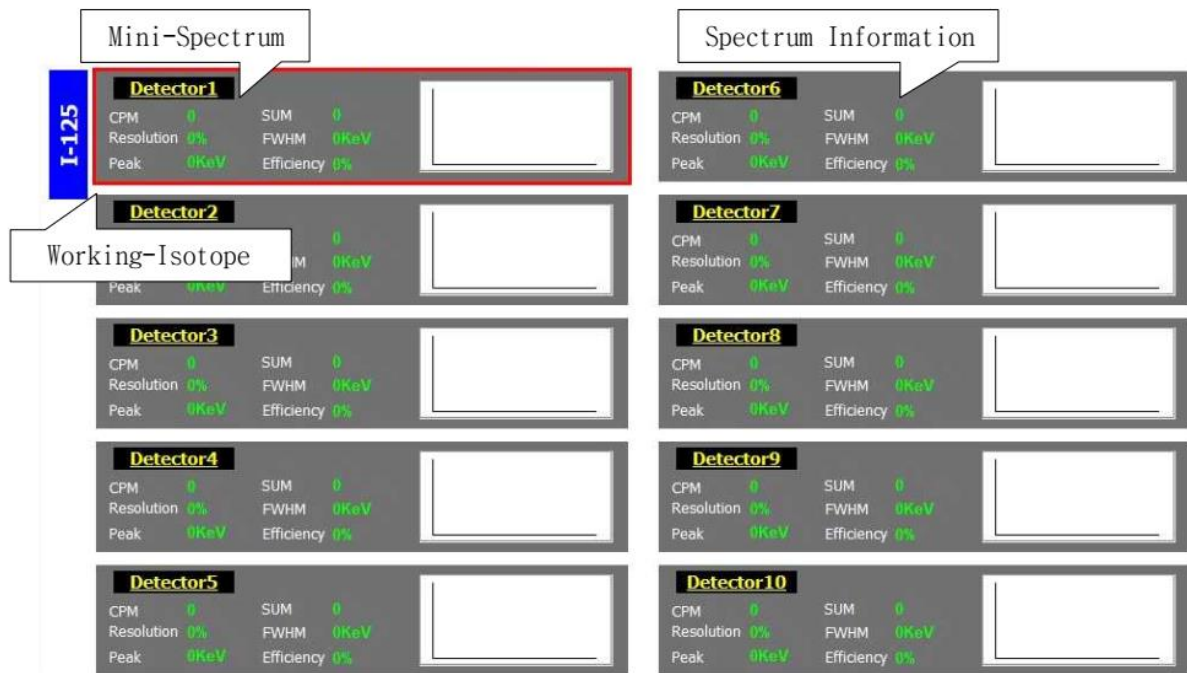 Mini-Spectrum
Spectrum Information
I-125
Detector1
CPM 0 SUM 0
Resolution 0% FWHM 0KeV
Peak 0KeV Efficiency 0%
Detector6
CPM 0 SUM 0
Resolution 0% FWHM 0KeV
Peak 0KeV Efficiency 0%
Working-Isotope
Detector2
0
0KeV
Peak 0KeV Efficiency 0%
Detector7
CPM 0 SUM 0
Resolution 0% FWHM 0KeV
Peak 0KeV Efficiency 0%
Detector3
CPM 0 SUM 0
Resolution 0% FWHM 0KeV
Peak 0KeV Efficiency 0%
Detector8
CPM 0 SUM 0
Resolution 0% FWHM 0KeV
Peak 0KeV Efficiency 0%
Detector4
CPM 0 SUM 0
Resolution 0% FWHM 0KeV
Peak 0KeV Efficiency 0%
Detector9
CPM 0 SUM 0
Resolution 0% FWHM 0KeV
Peak 0KeV Efficiency 0%
Detector5
CPM 0 SUM 0
Resolution 0% FWHM 0KeV
Peak 0KeV Efficiency 0%
Detector10
CPM 0 SUM 0
Resolution 0% FWHM 0KeV
Peak 0KeV Efficiency 0%